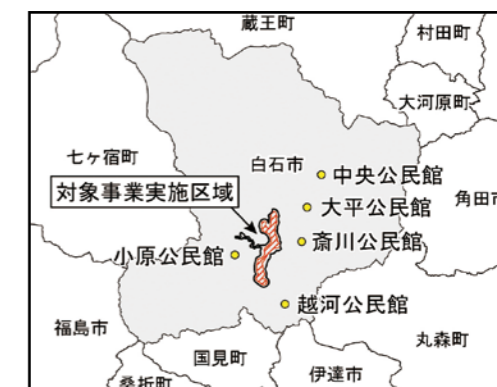 蔵王町
村田町
大河原町
七ヶ宿町
白石市
中央公民館
対象事業実施区域
大平公民館
角田市
斎川公民館
小原公民館
越河公民館
福島市
丸森町
国見町
伊達市
桑折町